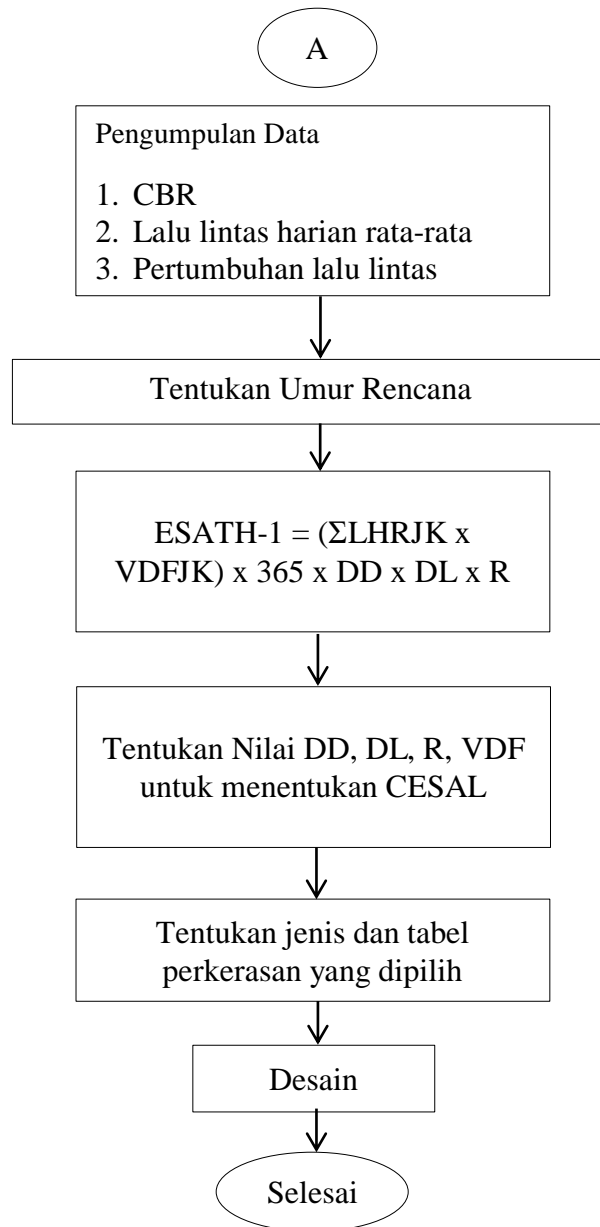 A
Pengumpulan Data
1. CBR
2. Lalu lintas harian rata-rata
3. Pertumbuhan lalu lintas
Tentukan Umur Rencana
ESATH-1 = (ΣLHRJK x
VDFJK) x 365 x DD x DL x R
Tentukan Nilai DD, DL, R, VDF
untuk menentukan CESAL
Tentukan jenis dan tabel
perkerasan yang dipilih
Desain
Selesai